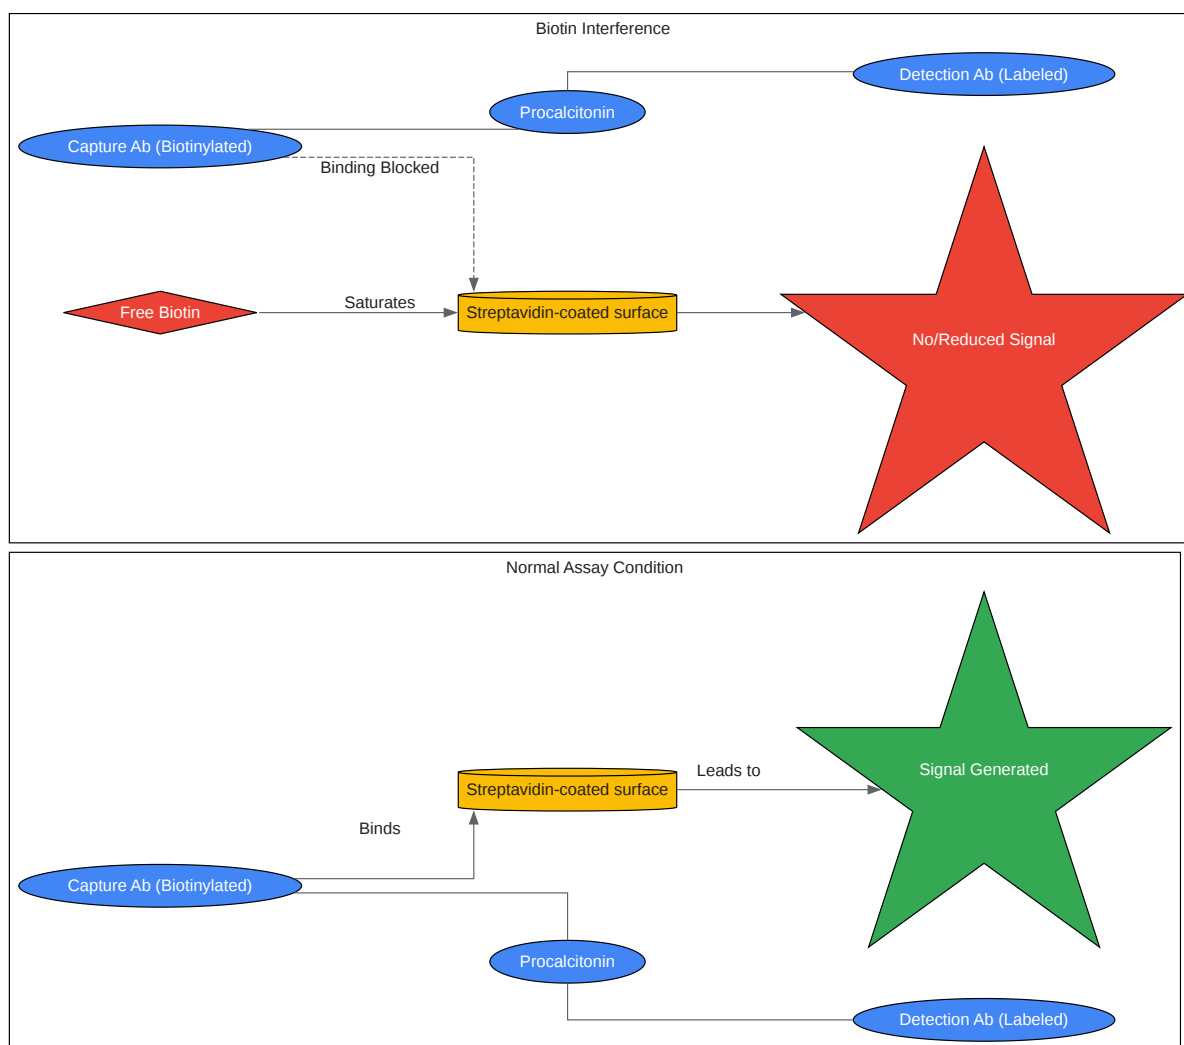 Biotin Interference
Detection Ab (Labeled)
Procalcitonin
Capture Ab (Biotinylated)
Binding Blocked
Free Biotin
Saturates
Streptavidin-coated surface
No/Reduced Signal
Normal Assay Condition
Streptavidin-coated surface
Leads to
Signal Generated
Binds
Capture Ab (Biotinylated)
Procalcitonin
Detection Ab (Labeled)